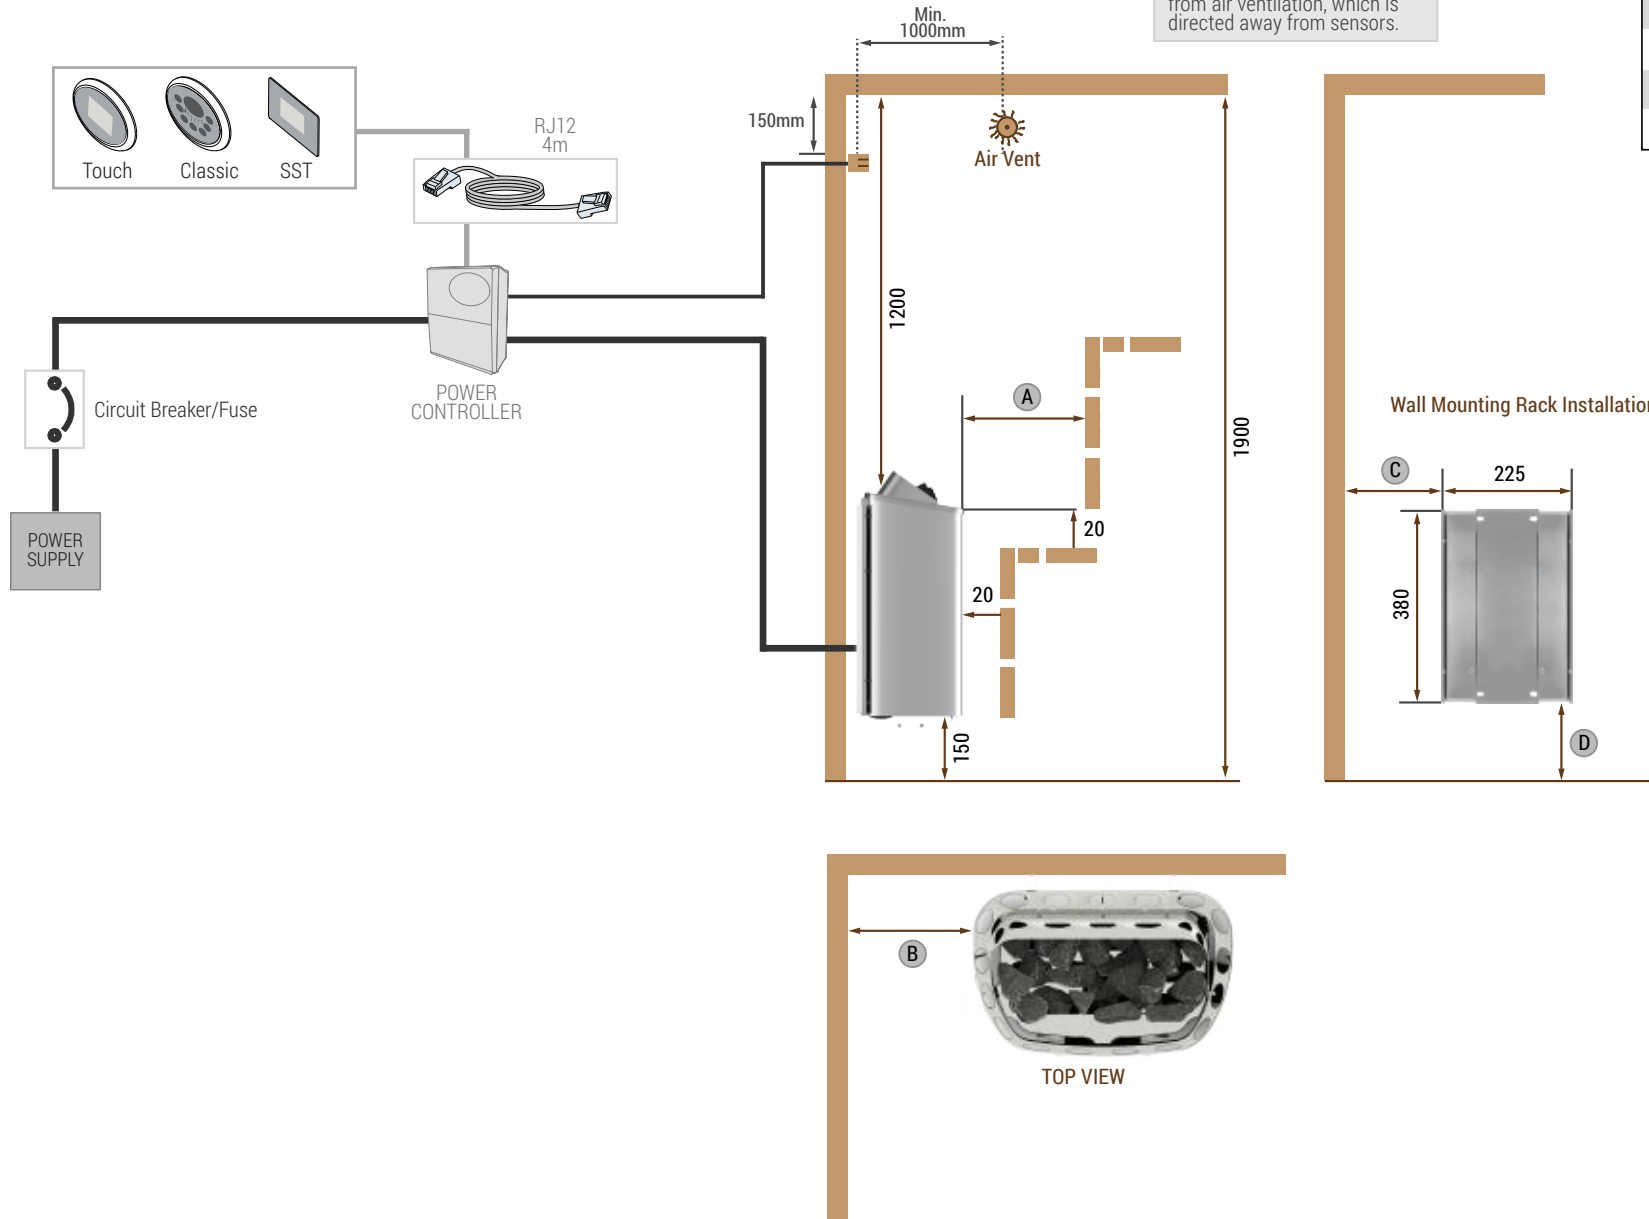 from air ventilation, which is
directed away from sensors.
Min.
1000mm
150mm
Air Vent
Touch
Classic
SST
RJ12
4m
POWER
CONTROLLER
Circuit Breaker/Fuse
POWER
SUPPLY
1200
A
1900
20
20
150
Wall Mounting Rack Installation
C
225
380
D
B
TOP VIEW